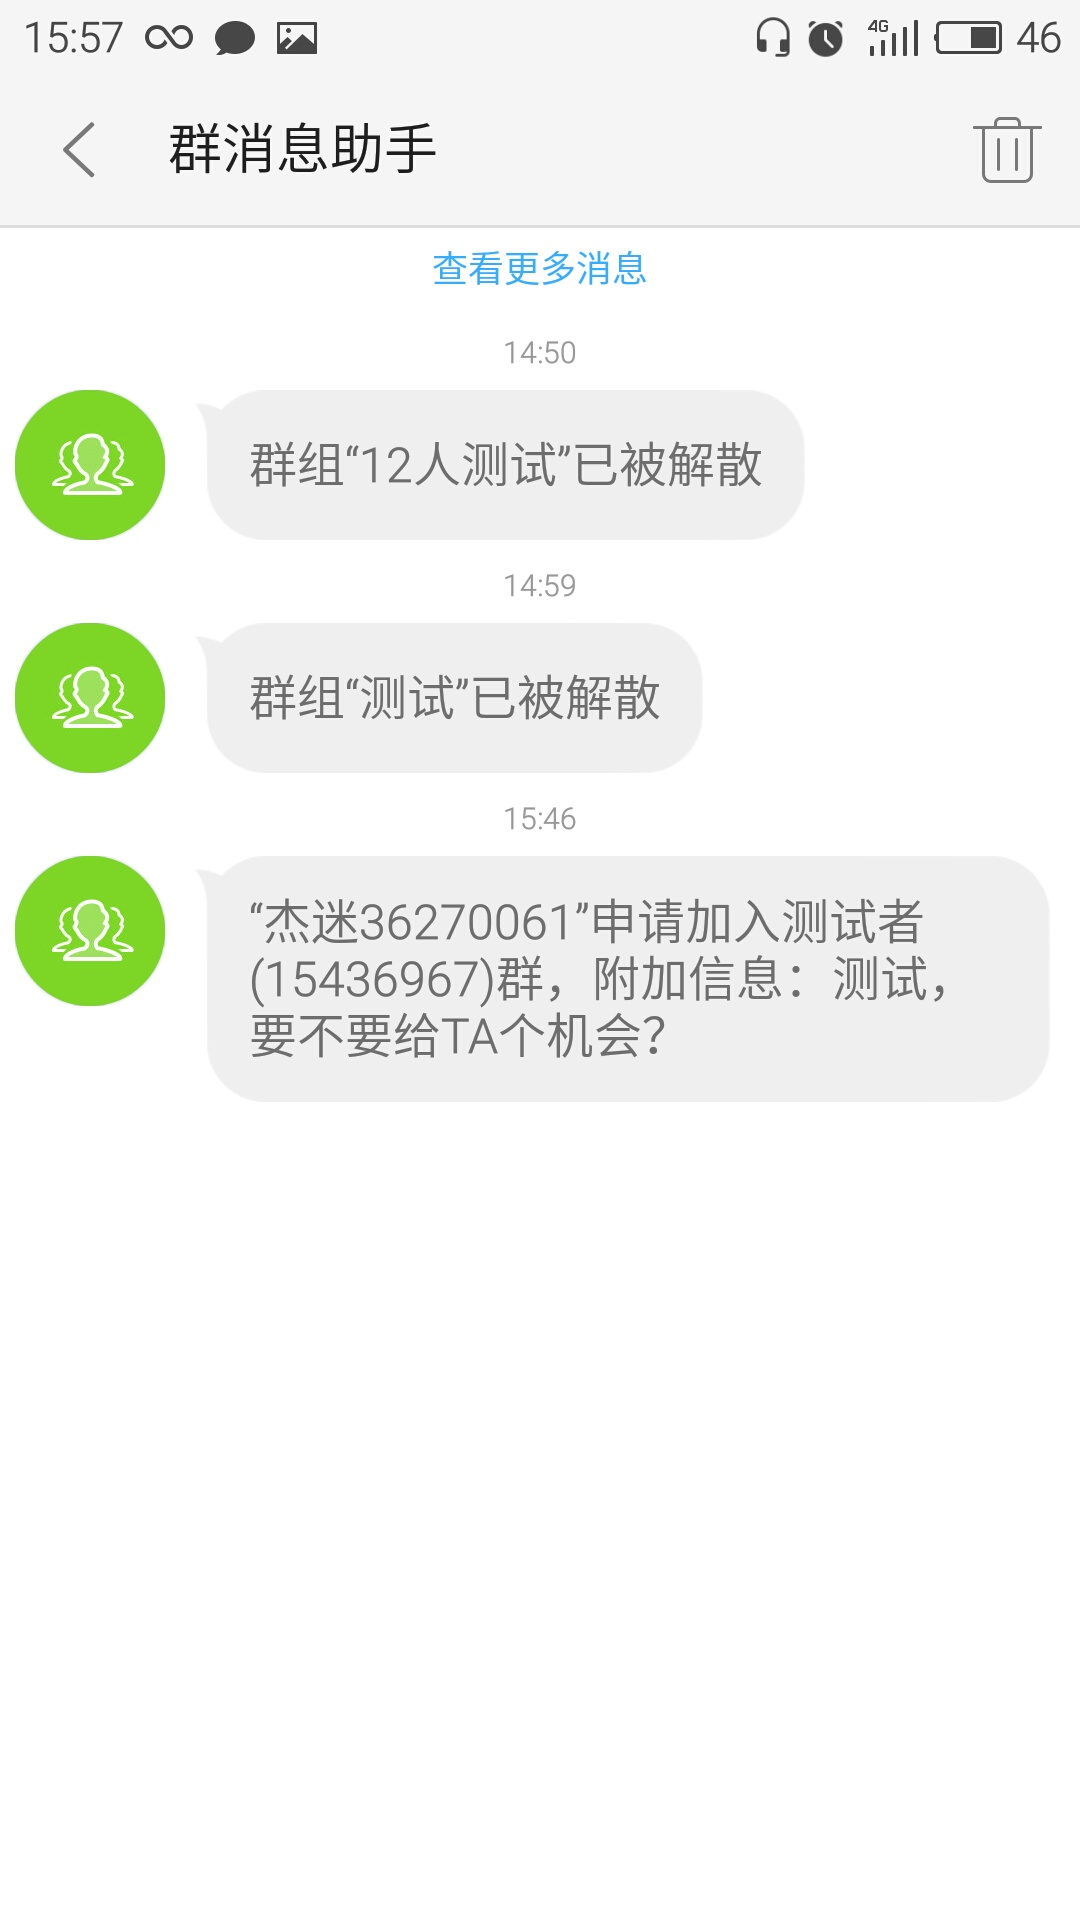 15:57
4G
46
群消息助手
查看更多消息
14:50
群组“12人测试”已被解散
14:59
群组“测试”已被解散
15:46
“杰迷36270061”申请加入测试者
(15436967)群，附加信息：测试，
要不要给TA个机会？